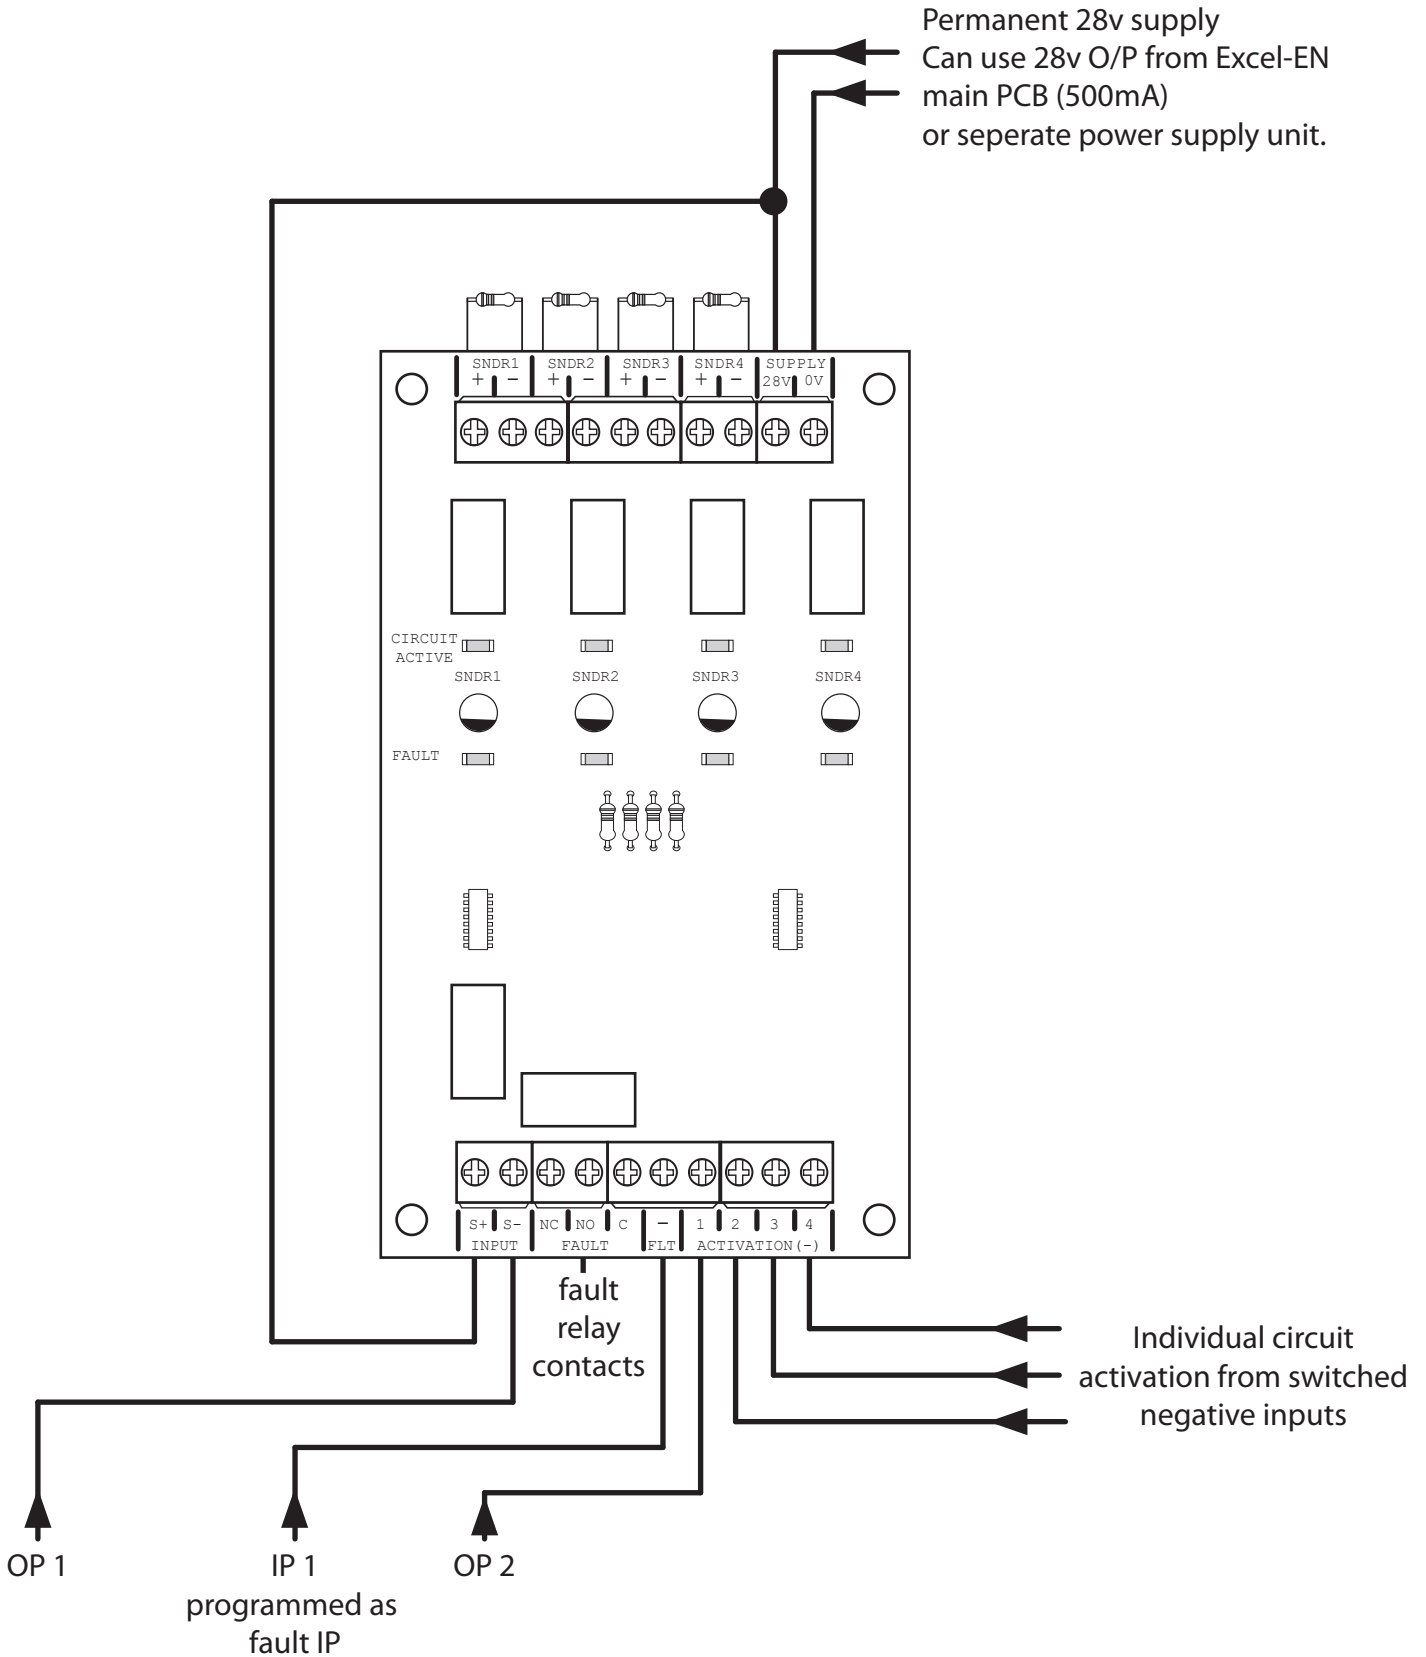 Permanent 28v supply
Can use 28v O/P from Excel-EN
main PCB (500mA)
or seperate power supply unit.
SNDR1 SNDR2 SNDR3 SNDR4 SUPPLY
+ - + - + - + - 28V 0V
CIRCUIT
ACTIVE
SNDR1 SNDR2 SNDR3 SNDR4
FAULT
S+ S- NC NO C - 1 2 3 4
INPUT FAULT FLT ACTIVATION(-)
fault
relay
contacts
Individual circuit
activation from switched
negative inputs
OP 1
IP 1
programmed as
fault IP
OP 2